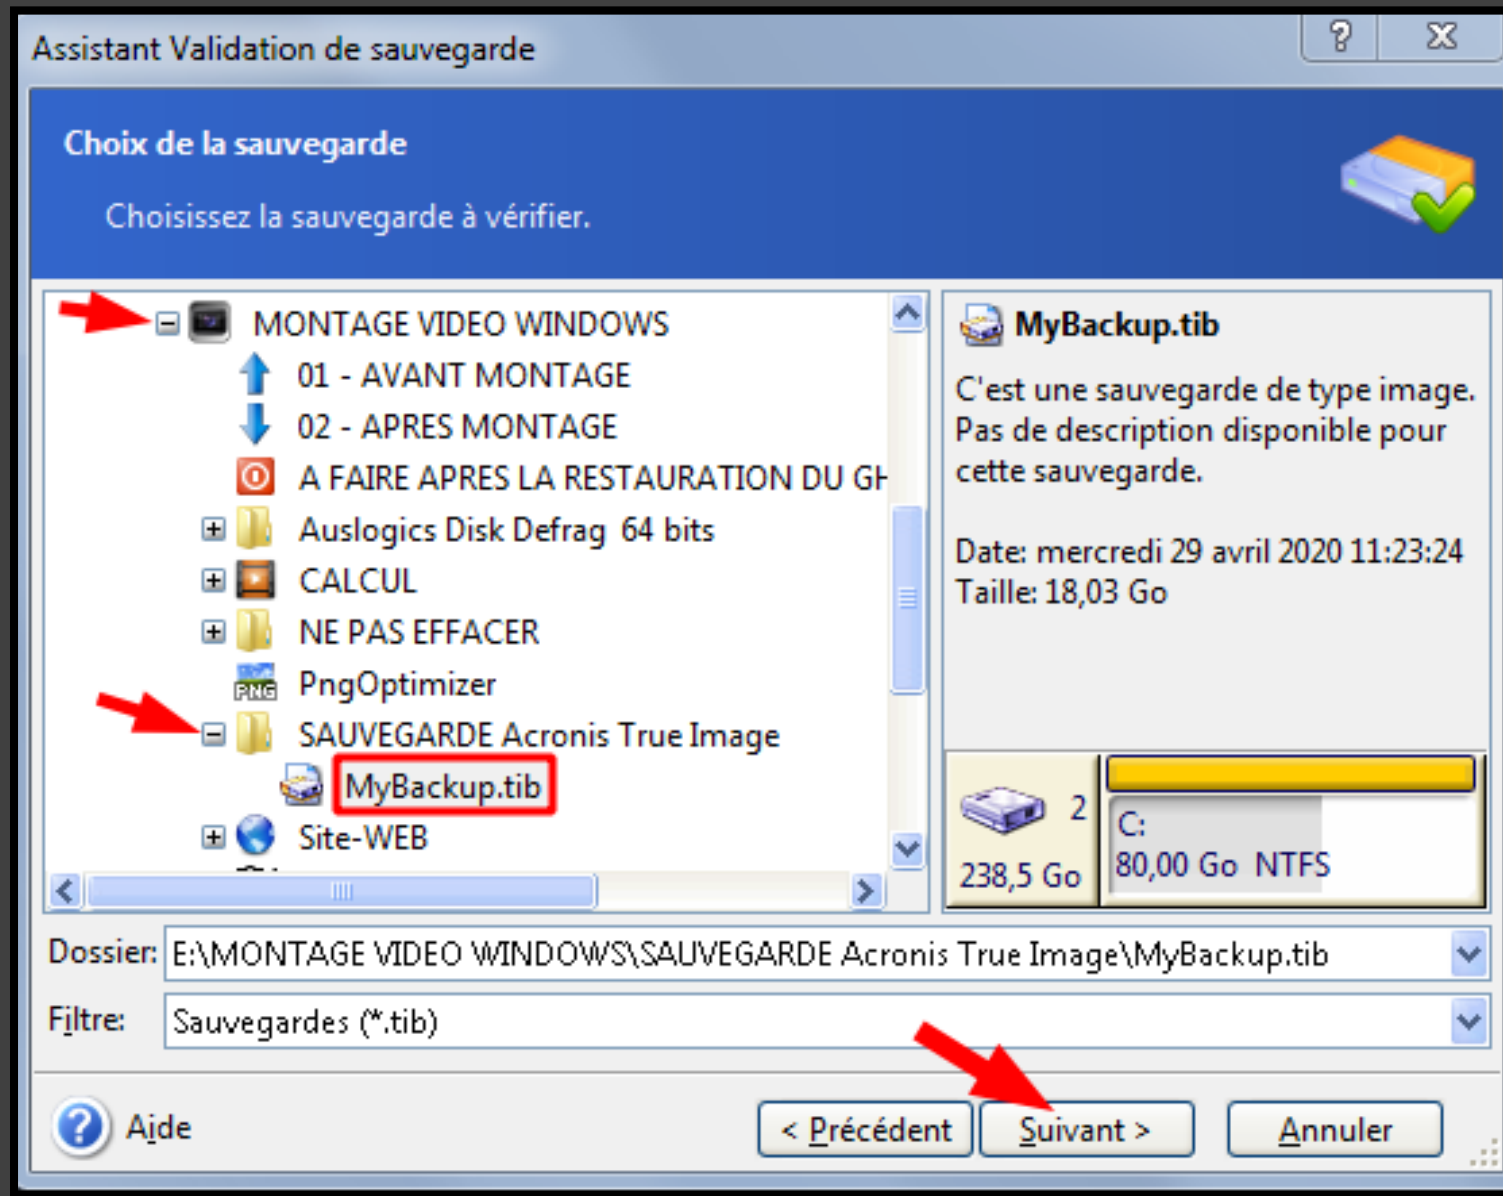 Assistant Validation de sauvegarde
Choix de la sauvegarde
Choisissez la sauvegarde à vérifier.
MONTAGE VIDEO WINDOWS
01 - AVANT MONTAGE
02 - APRES MONTAGE
A FAIRE APRES LA RESTAURATION DU GH
Auslogics Disk Defrag 64 bits
CALCUL
NE PAS EFFACER
PNG PngOptimizer
SAUVEGARDE Acronis True Image
MyBackup.tib
Site-WEB
MyBackup.tib
C'est une sauvegarde de type image.
Pas de description disponible pour
cette sauvegarde.
Date: mercredi 29 avril 2020 11:23:24
Taille: 18,03 Go
2
238,5 Go
C:
80,00 Go NTFS
Dossier: E:\MONTAGE VIDEO WINDOWS\SAUVEGARDE Acronis True Image\MyBackup.tib
Filtre: Sauvegardes (*.tib)
? Aide
< Précédent
Suivant >
Annuler